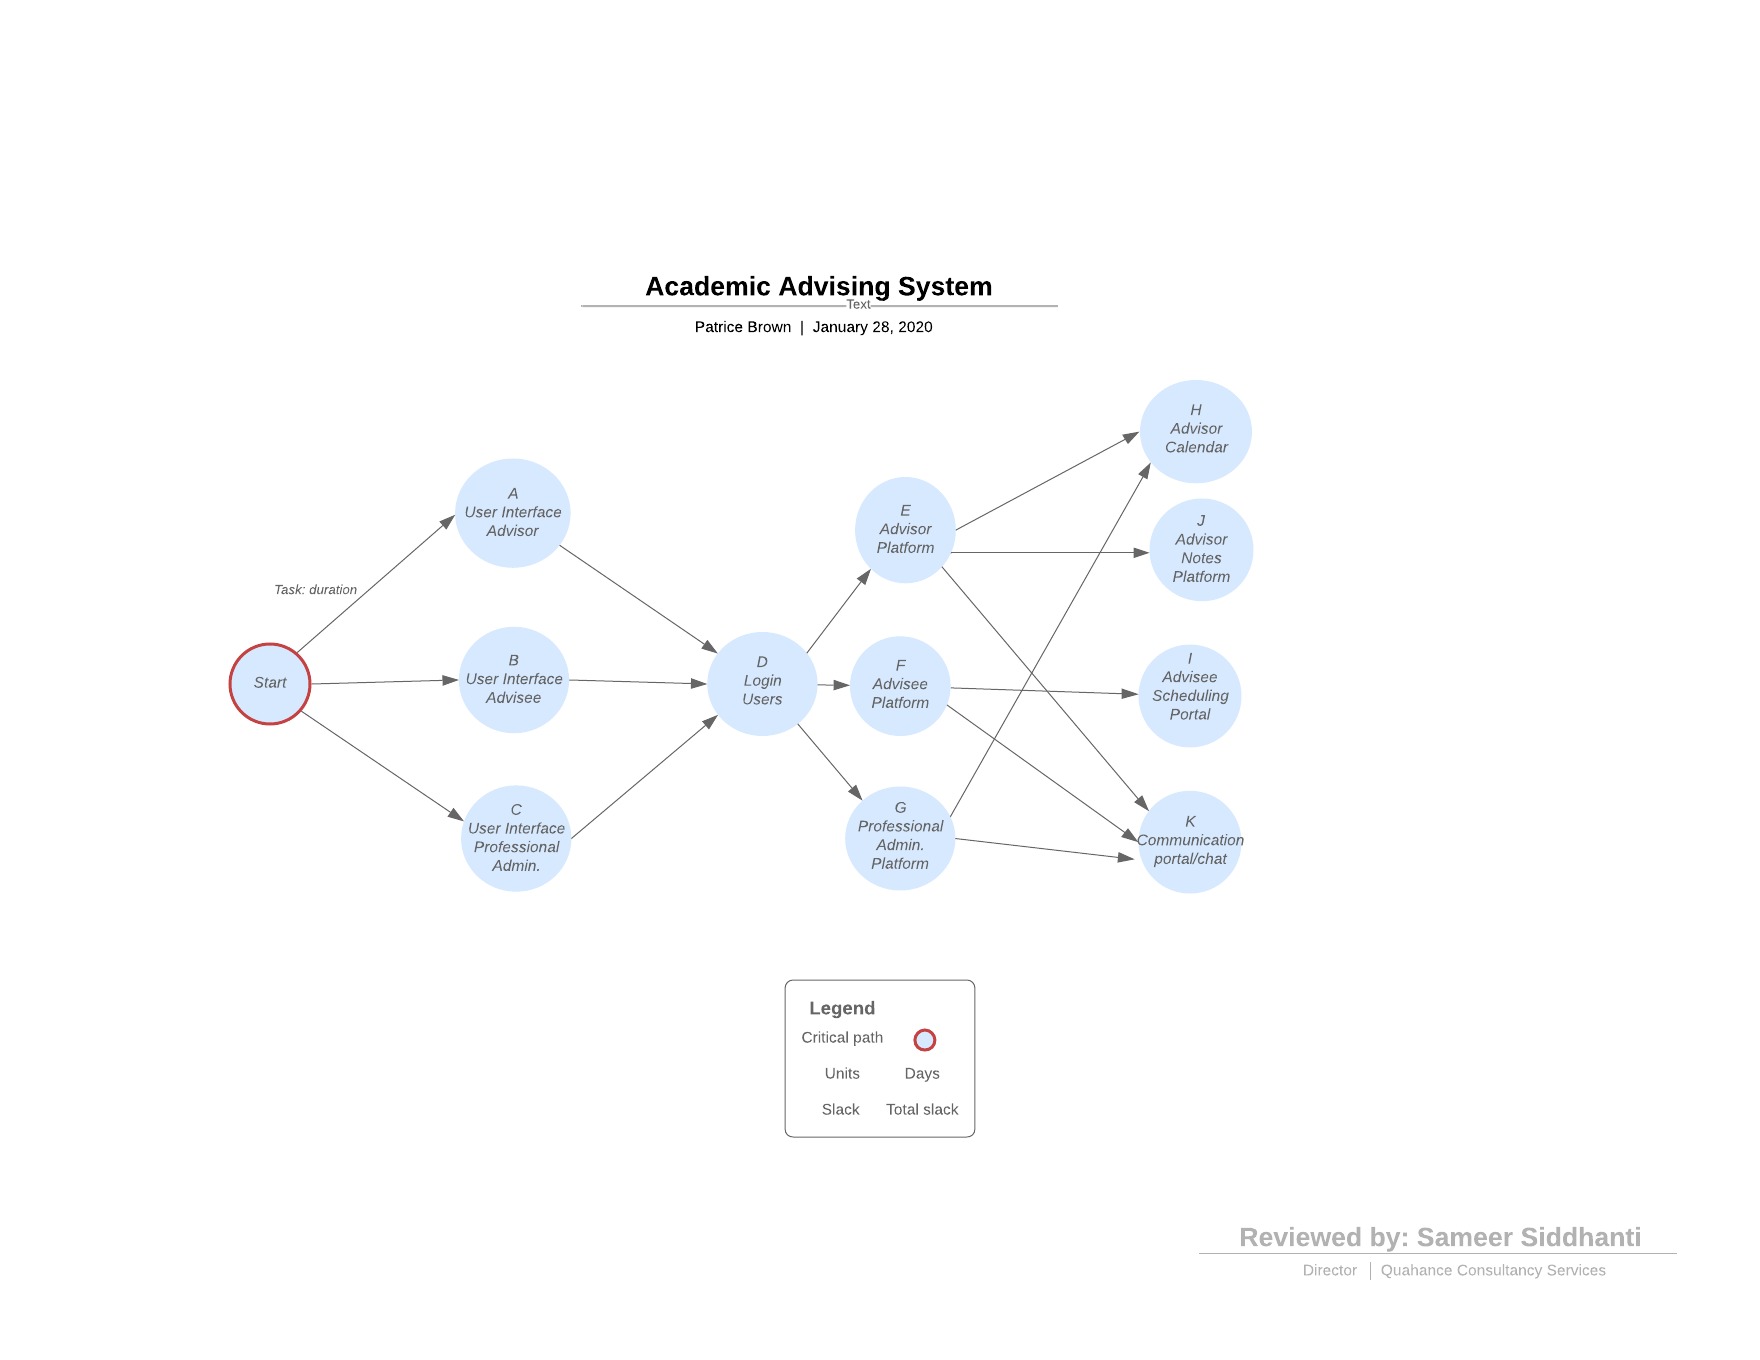 Academic Advising System
Text
Patrice Brown | January 28, 2020
H
Advisor
Calendar
A
User Interface
Advisor
E
Advisor
Platform
J
Advisor
Notes
Platform
Task: duration
Start
B
User Interface
Advisee
D
Login
Users
F
Advisee
Platform
I
Advisee
Scheduling
Portal
C
User Interface
Professional
Admin.
G
Professional
Admin.
Platform
K
Communication
portal/chat
Legend
Critical path
Units Days
Slack Total slack
Reviewed by: Sameer Siddhanti
Director | Quahance Consultancy Services